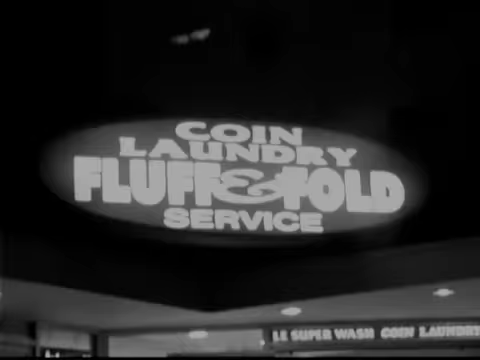 COIN
LAUNDRY
FLUFF & FOLD
SERVICE
LE SUPER WASH COIN LAUNDRY